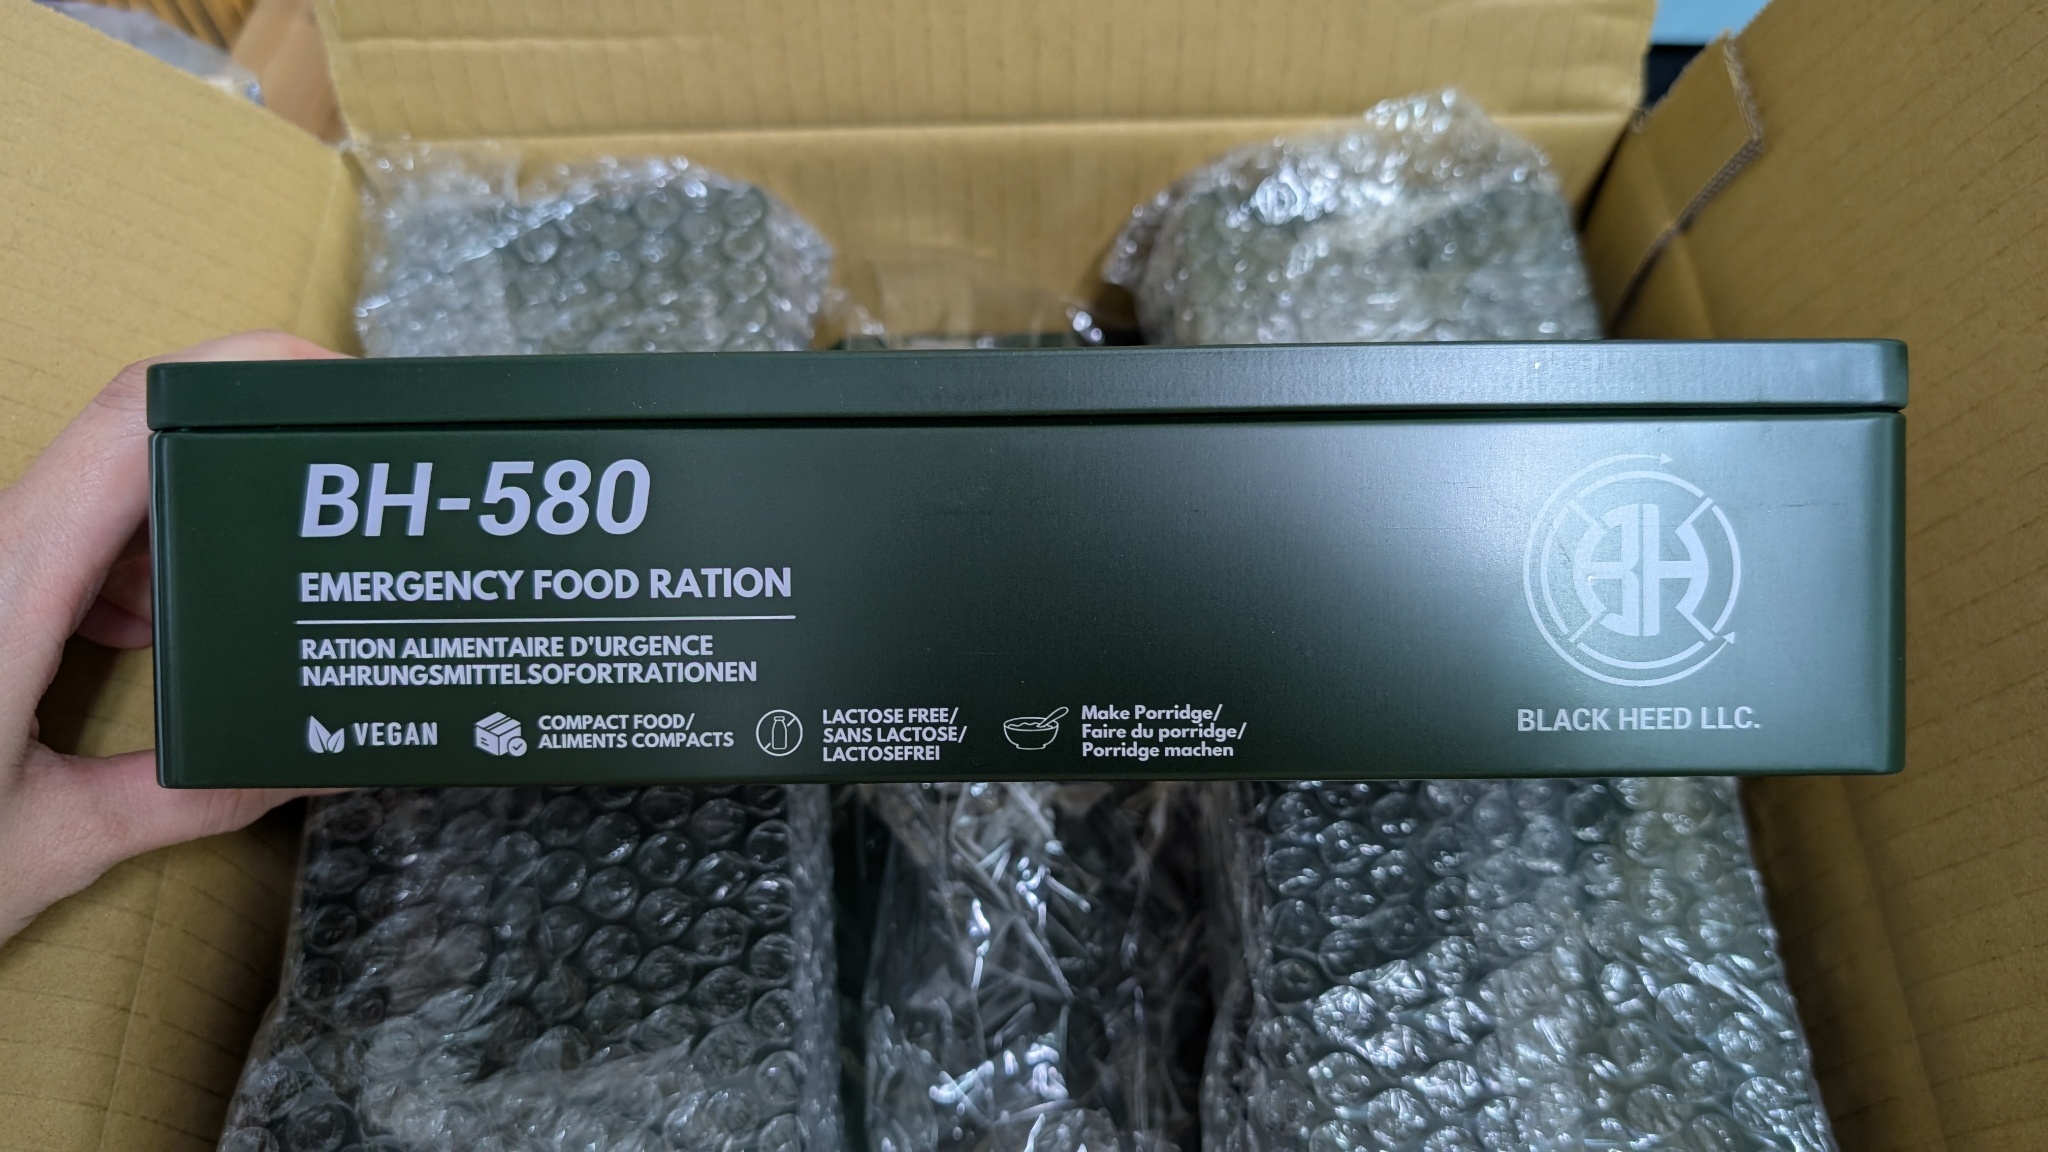 BH-580
EMERGENCY FOOD RATION
RATION ALIMENTAIRE D'URGENCE
NAHRUNGSMITTELSOFORTRATIONEN
VEGAN
COMPACT FOOD/
ALIMENTS COMPACTS
LACTOSE FREE/
SANS LACTOSE/
LACTOSEFREI
Make Porridge/
Faire du porridge/
Porridge machen
BH
BLACK HEED LLC.